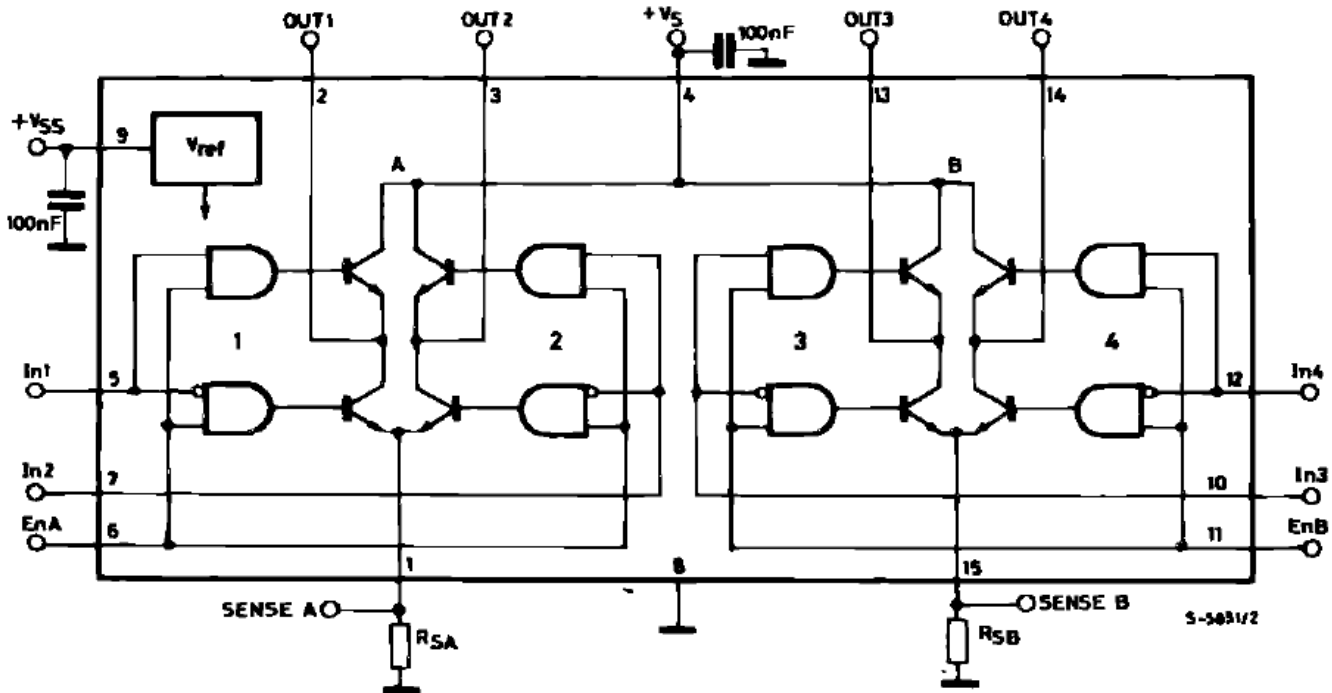 OUT1 OUT2 +VS 100nF OUT3 OUT4
2 3 4 13 14
+VSS 9 Vref
A B
100nF
1 2 3 4
In1 5 12 In4
In2 7 10 In3
EnA 6 11 EnB
1 8 15
SENSE A SENSE B
S-5851/2
RSA RSB